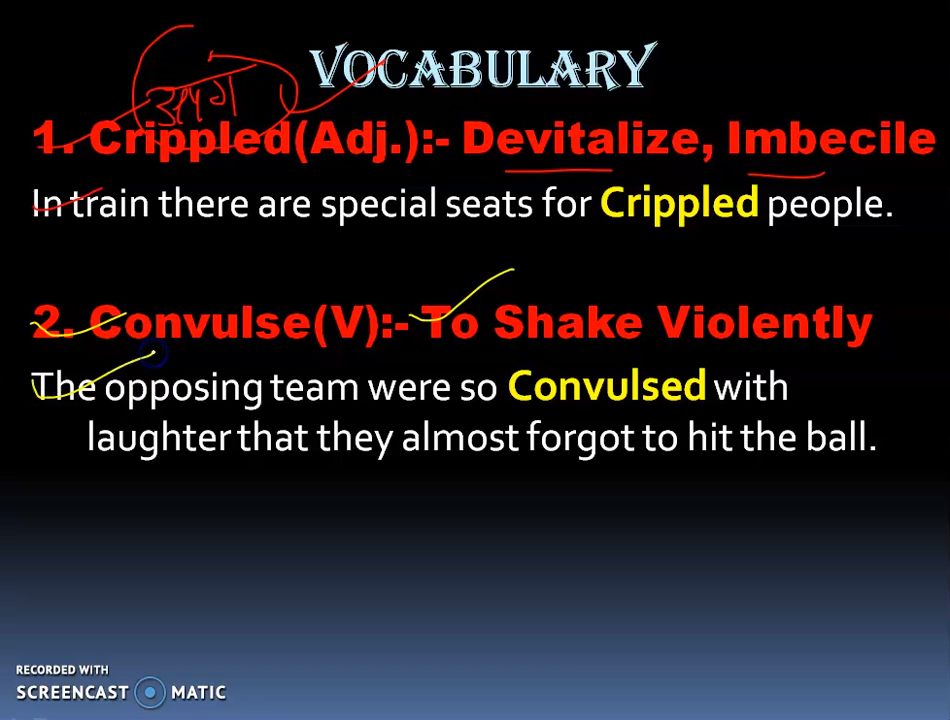 VOCABULARY
1. Crippled(Adj.):- Devitalize, Imbecile
In train there are special seats for Crippled people.
2. Convulse(V):- To Shake Violently
The opposing team were so Convulsed with
laughter that they almost forgot to hit the ball.
RECORDED WITH
SCREENCAST MATIC